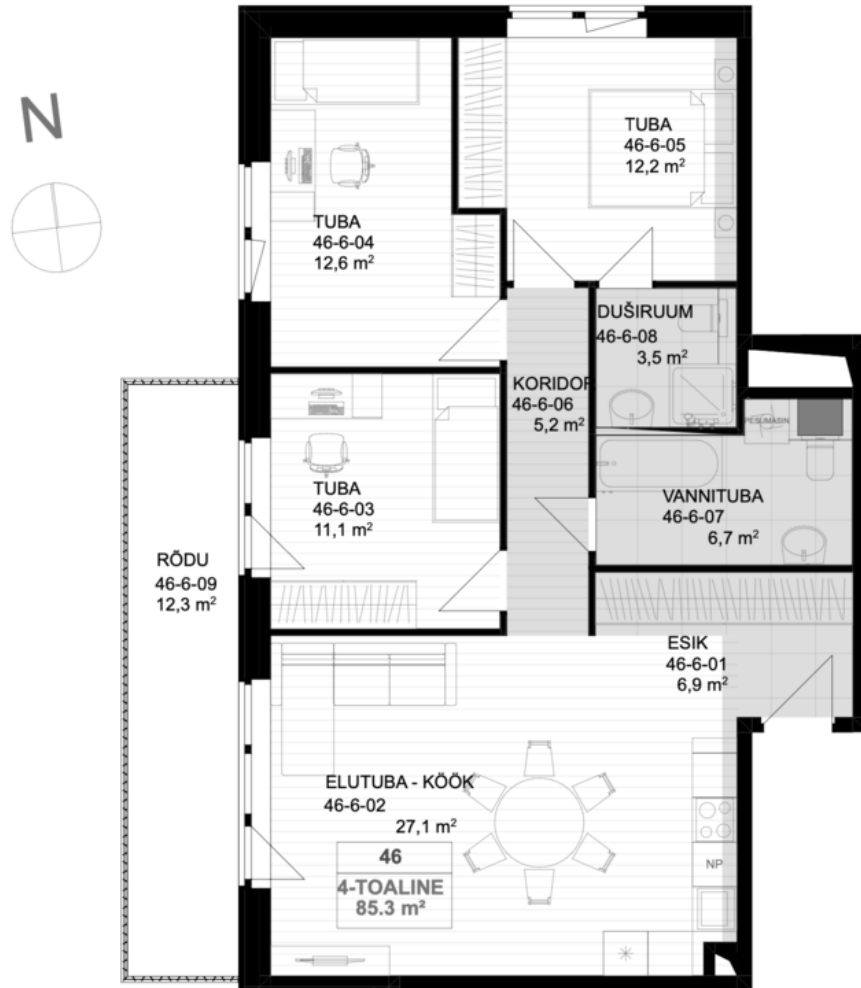 N
TUBA
46-6-05
12,2 m²
TUBA
46-6-04
12,6 m²
DUŠIRUUM
46-6-08
3,5 m²
KORIDOR
46-6-06
5,2 m²
PESUMASIN
TUBA
46-6-03
11,1 m²
VANNITUBA
46-6-07
6,7 m²
RÕDU
46-6-09
12,3 m²
ESIK
46-6-01
6,9 m²
ELUTUBA - KÖÖK
46-6-02
27,1 m²
46
4-TOALINE
85.3 m²
NP